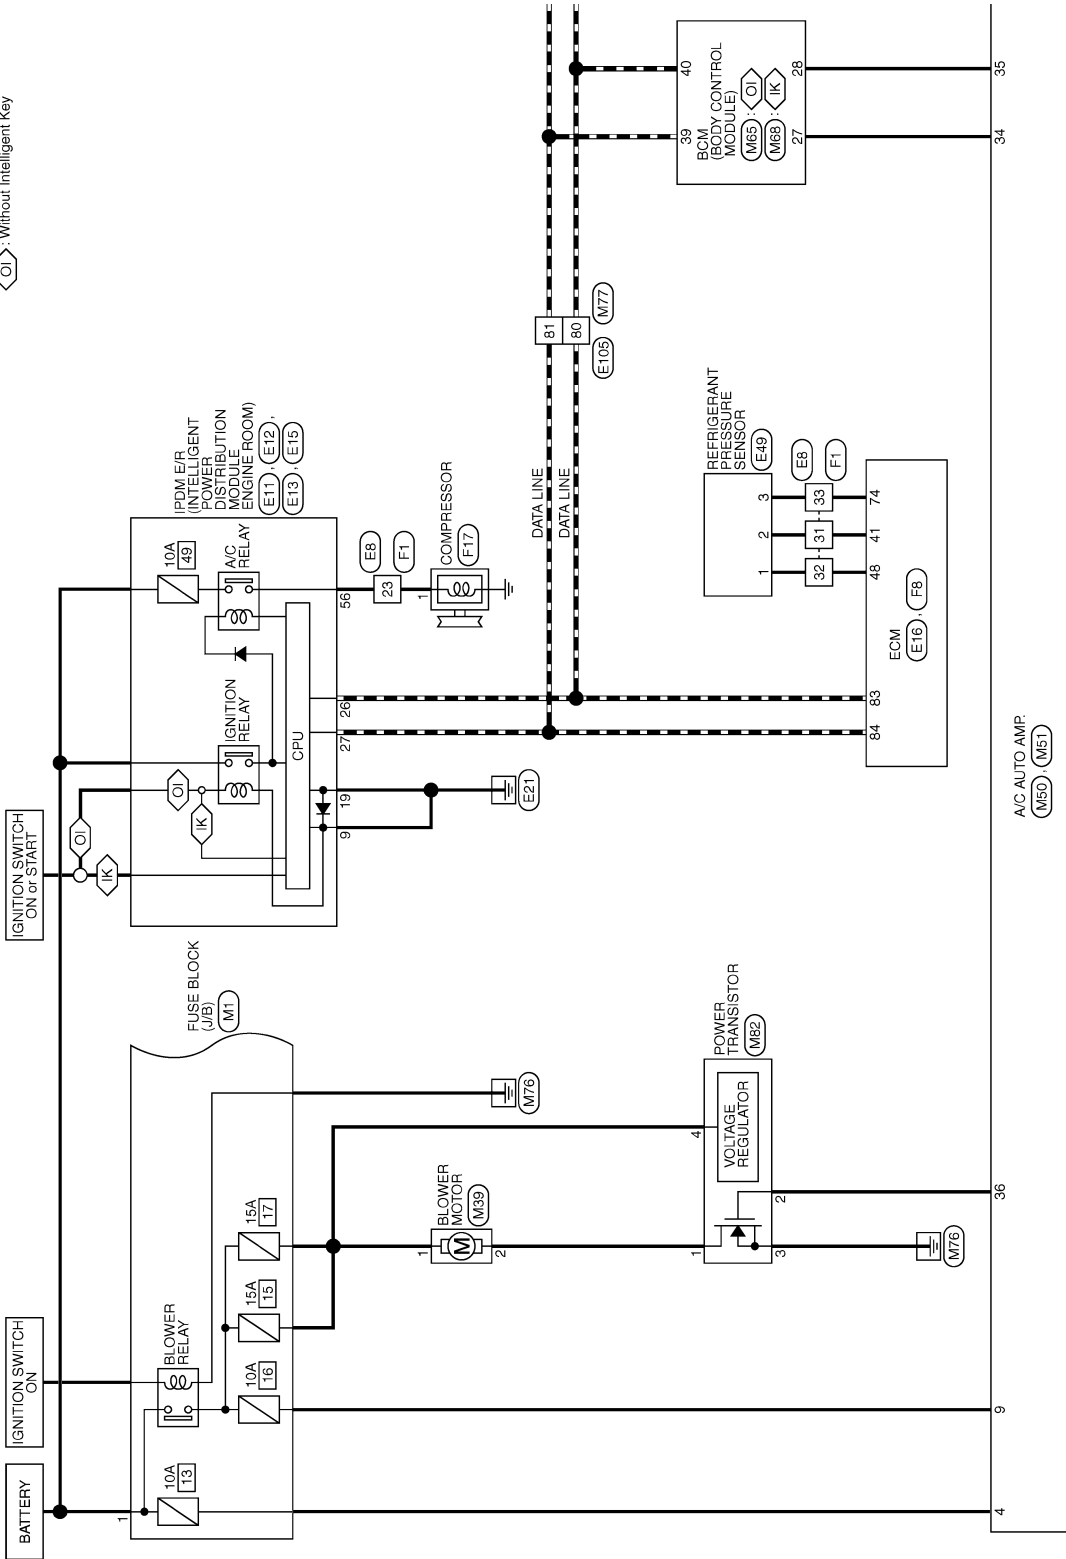 BATTERY
IGNITION SWITCH
ON
IGNITION SWITCH
ON or START
OI : Without Intelligent Key
1
10A
13
BLOWER
RELAY
10A
16
15A
15
15A
17
FUSE BLOCK
(J/B)
M1
OI
IK
OI
IK
IGNITION
RELAY
A/C
RELAY
10A
49
CPU
IPDM E/R
(INTELLIGENT
POWER
DISTRIBUTION
MODULE
ENGINE ROOM)
E11 , E12 ,
E13 , E15
9
19
27
26
56
E21
E8
23
F1
1
COMPRESSOR
F17
M76
1
BLOWER
MOTOR
M39
M
2
DATA LINE
DATA LINE
81
80
E105
M77
1
4
POWER
TRANSISTOR
M82
VOLTAGE
REGULATOR
3
2
M76
REFRIGERANT
PRESSURE
SENSOR
E49
1
2
3
E8
32
31
33
F1
84
83
48
41
74
ECM
E16 , F8
39
40
BCM
(BODY CONTROL
MODULE)
M65 : OI
M68 : IK
27
28
4
9
36
34
35
A/C AUTO AMP.
M50 , M51